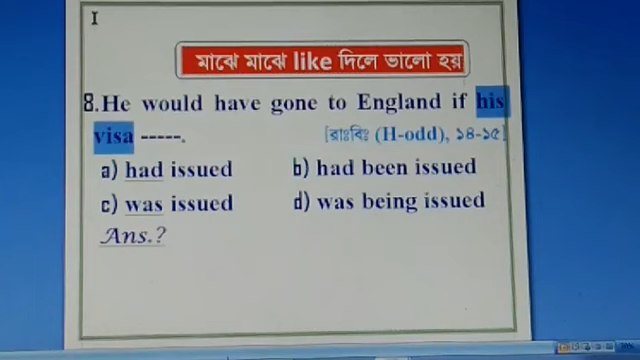 I
মাঝে মাঝে like দিলে ভালো হয়
8.He would have gone to England if his
visa -----.
[রাঃবিঃ (H-odd), ১৪-১৫]
a) had issued b) had been issued
c) was issued d) was being issued
Ans.?